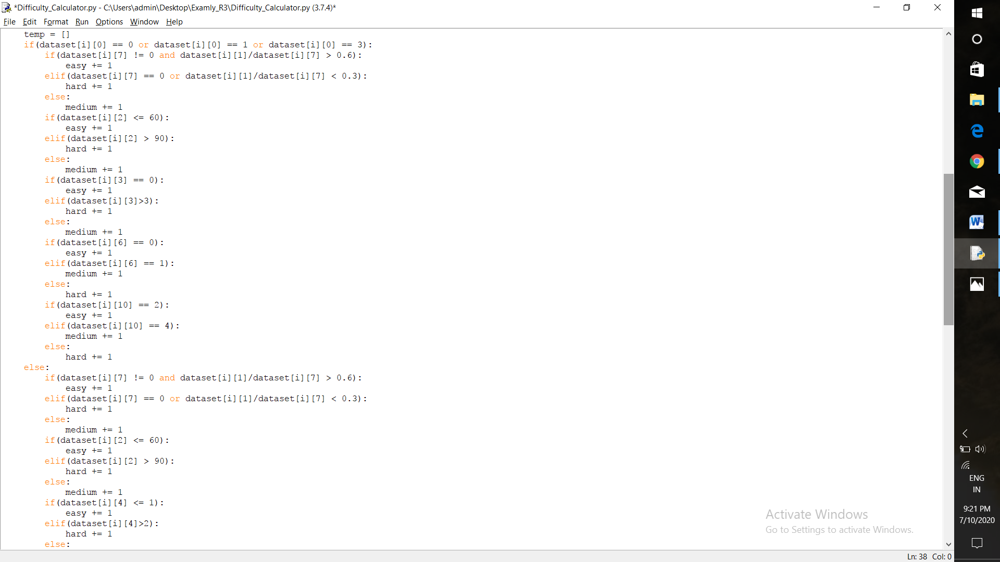 *Difficulty_Calculator.py - C:\Users\admin\Desktop\Examly_R3\Difficulty_Calculator.py (3.7.4)*
File Edit Format Run Options Window Help
    temp = []
    if(dataset[i][0] == 0 or dataset[i][0] == 1 or dataset[i][0] == 3):
        if(dataset[i][7] != 0 and dataset[i][1]/dataset[i][7] > 0.6):
            easy += 1
        elif(dataset[i][7] == 0 or dataset[i][1]/dataset[i][7] < 0.3):
            hard += 1
        else:
            medium += 1
        if(dataset[i][2] <= 60):
            easy += 1
        elif(dataset[i][2] > 90):
            hard += 1
        else:
            medium += 1
        if(dataset[i][3] == 0):
            easy += 1
        elif(dataset[i][3]>3):
            hard += 1
        else:
            medium += 1
        if(dataset[i][6] == 0):
            easy += 1
        elif(dataset[i][6] == 1):
            medium += 1
        else:
            hard += 1
        if(dataset[i][10] == 2):
            easy += 1
        elif(dataset[i][10] == 4):
            medium += 1
        else:
            hard += 1
    else:
        if(dataset[i][7] != 0 and dataset[i][1]/dataset[i][7] > 0.6):
            easy += 1
        elif(dataset[i][7] == 0 or dataset[i][1]/dataset[i][7] < 0.3):
            hard += 1
        else:
            medium += 1
        if(dataset[i][2] <= 60):
            easy += 1
        elif(dataset[i][2] > 90):
            hard += 1
        else:
            medium += 1
        if(dataset[i][4] <= 1):
            easy += 1
        elif(dataset[i][4]>2):
            hard += 1
        else:
Activate Windows
Go to Settings to activate Windows.
Ln: 38 Col: 0
ENG
IN
9:21 PM
7/10/2020